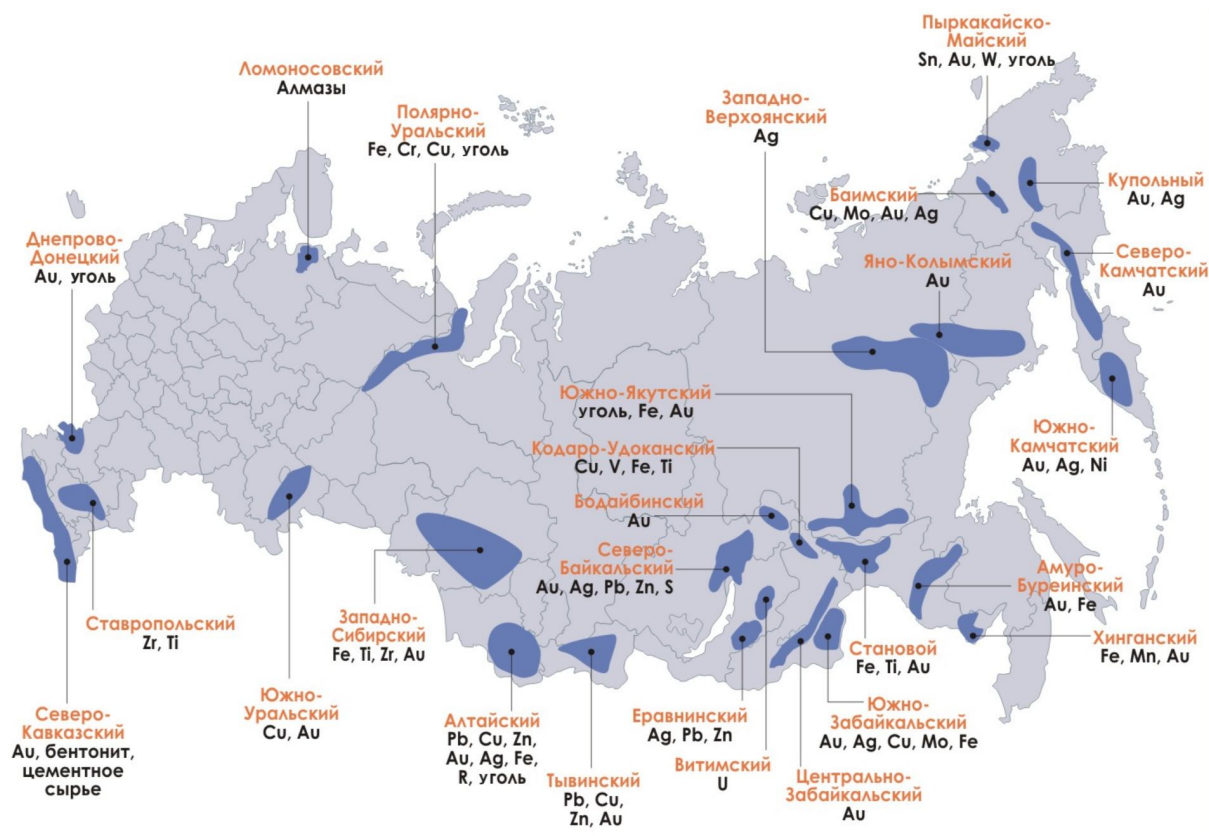 Пыркакайско-
Майский
Sn, Au, W, уголь
Ломоносовский
Алмазы
Полярно-
Уральский
Fe, Cr, Cu, уголь
Западно-
Верхоянский
Ag
Баимский
Cu, Mo, Au, Ag
Купольный
Au, Ag
Днепрово-
Донецкий
Au, уголь
Яно-Колымский
Au
Северо-
Камчатский
Au
Южно-Якутский
уголь, Fe, Au
Кодаро-Удоканский
Cu, V, Fe, Ti
Бодайбинский
Au
Северо-
Байкальский
Au, Ag, Pb, Zn, S
Южно-
Камчатский
Au, Ag, Ni
Амуро-
Буреинский
Au, Fe
Ставропольский
Zr, Ti
Западно-
Сибирский
Fe, Ti, Zr, Au
Становой
Fe, Ti, Au
Хинганский
Fe, Mn, Au
Северо-
Кавказский
Au, бентонит,
цементное
сырье
Южно-
Уральский
Cu, Au
Алтайский
Pb, Cu, Zn,
Au, Ag, Fe,
R, уголь
Тывинский
Pb, Cu,
Zn, Au
Еравнинский
Ag, Pb, Zn
Витимский
U
Южно-
Забайкальский
Au, Ag, Cu, Mo, Fe
Центрально-
Забайкальский
Au